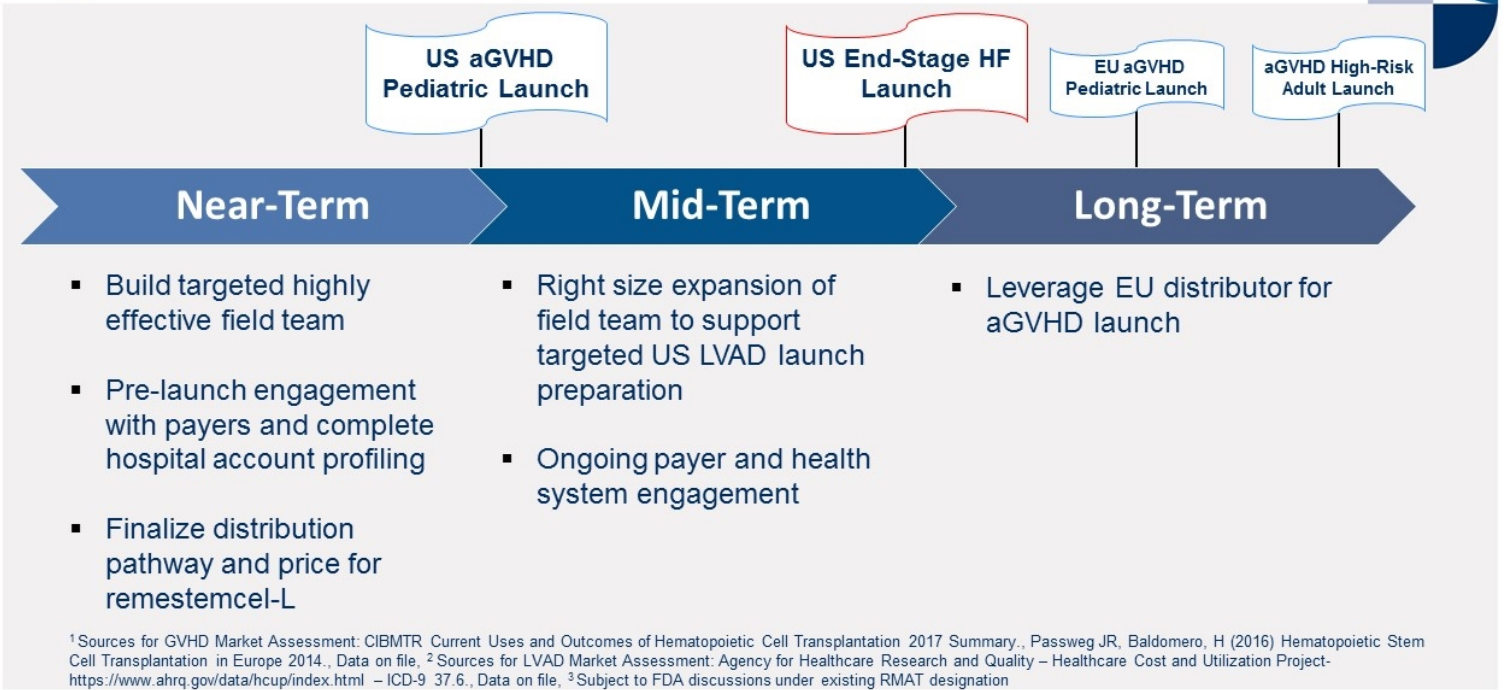 US aGVHD
Pediatric Launch
US End-Stage HF
Launch
EU aGVHD
Pediatric Launch
aGVHD High-Risk
Adult Launch
Near-Term
Mid-Term
Long-Term
▪ Build targeted highly
effective field team
▪ Pre-launch engagement
with payers and complete
hospital account profiling
▪ Finalize distribution
pathway and price for
remestemcel-L
▪ Right size expansion of
field team to support
targeted US LVAD launch
preparation
▪ Ongoing payer and health
system engagement
▪ Leverage EU distributor for
aGVHD launch
1 Sources for GVHD Market Assessment: CIBMTR Current Uses and Outcomes of Hematopoietic Cell Transplantation 2017 Summary., Passweg JR, Baldomero, H (2016) Hematopoietic Stem
Cell Transplantation in Europe 2014., Data on file, 2 Sources for LVAD Market Assessment: Agency for Healthcare Research and Quality – Healthcare Cost and Utilization Project-
https://www.ahrq.gov/data/hcup/index.html – ICD-9 37.6., Data on file, 3 Subject to FDA discussions under existing RMAT designation